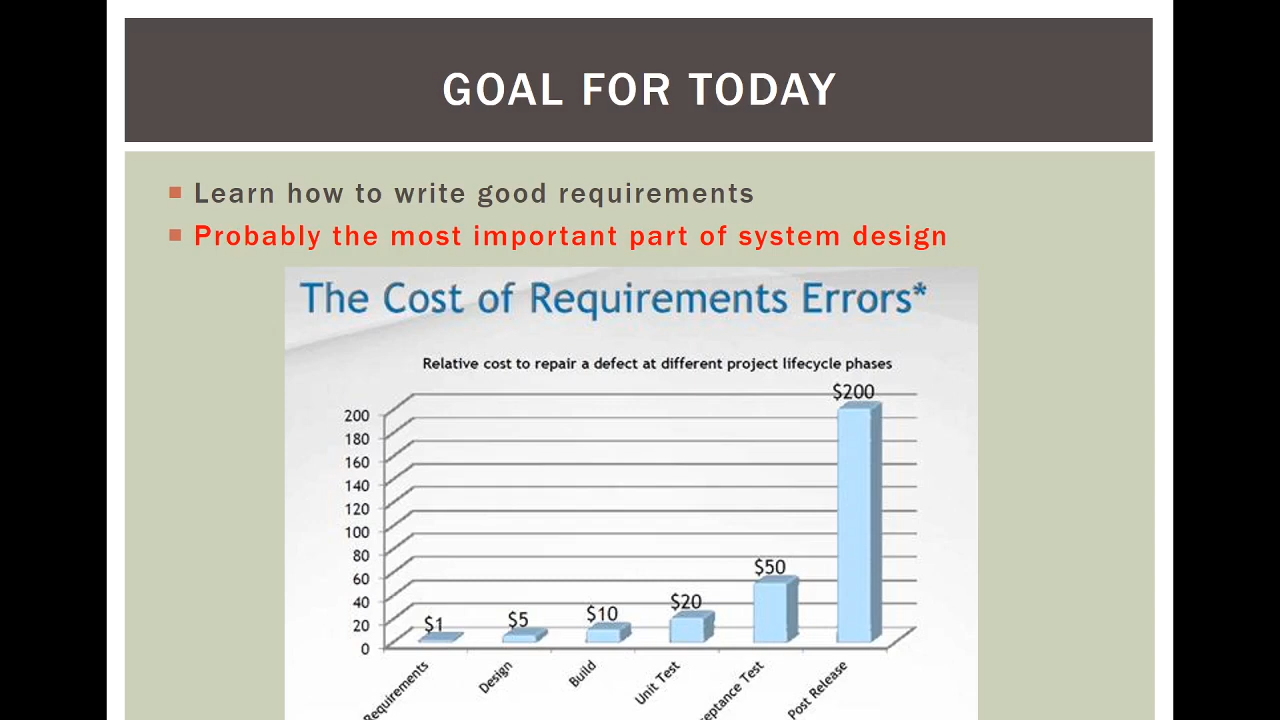 GOAL FOR TODAY
Learn how to write good requirements
Probably the most important part of system design
The Cost of Requirements Errors*
Relative cost to repair a defect at different project lifecycle phases
$200
200
180
160
140
120
100
80
60
40
20
0
$1
$5
$10
$20
$50
Requirements
Design
Build
Unit Test
ceptance Test
Post Release